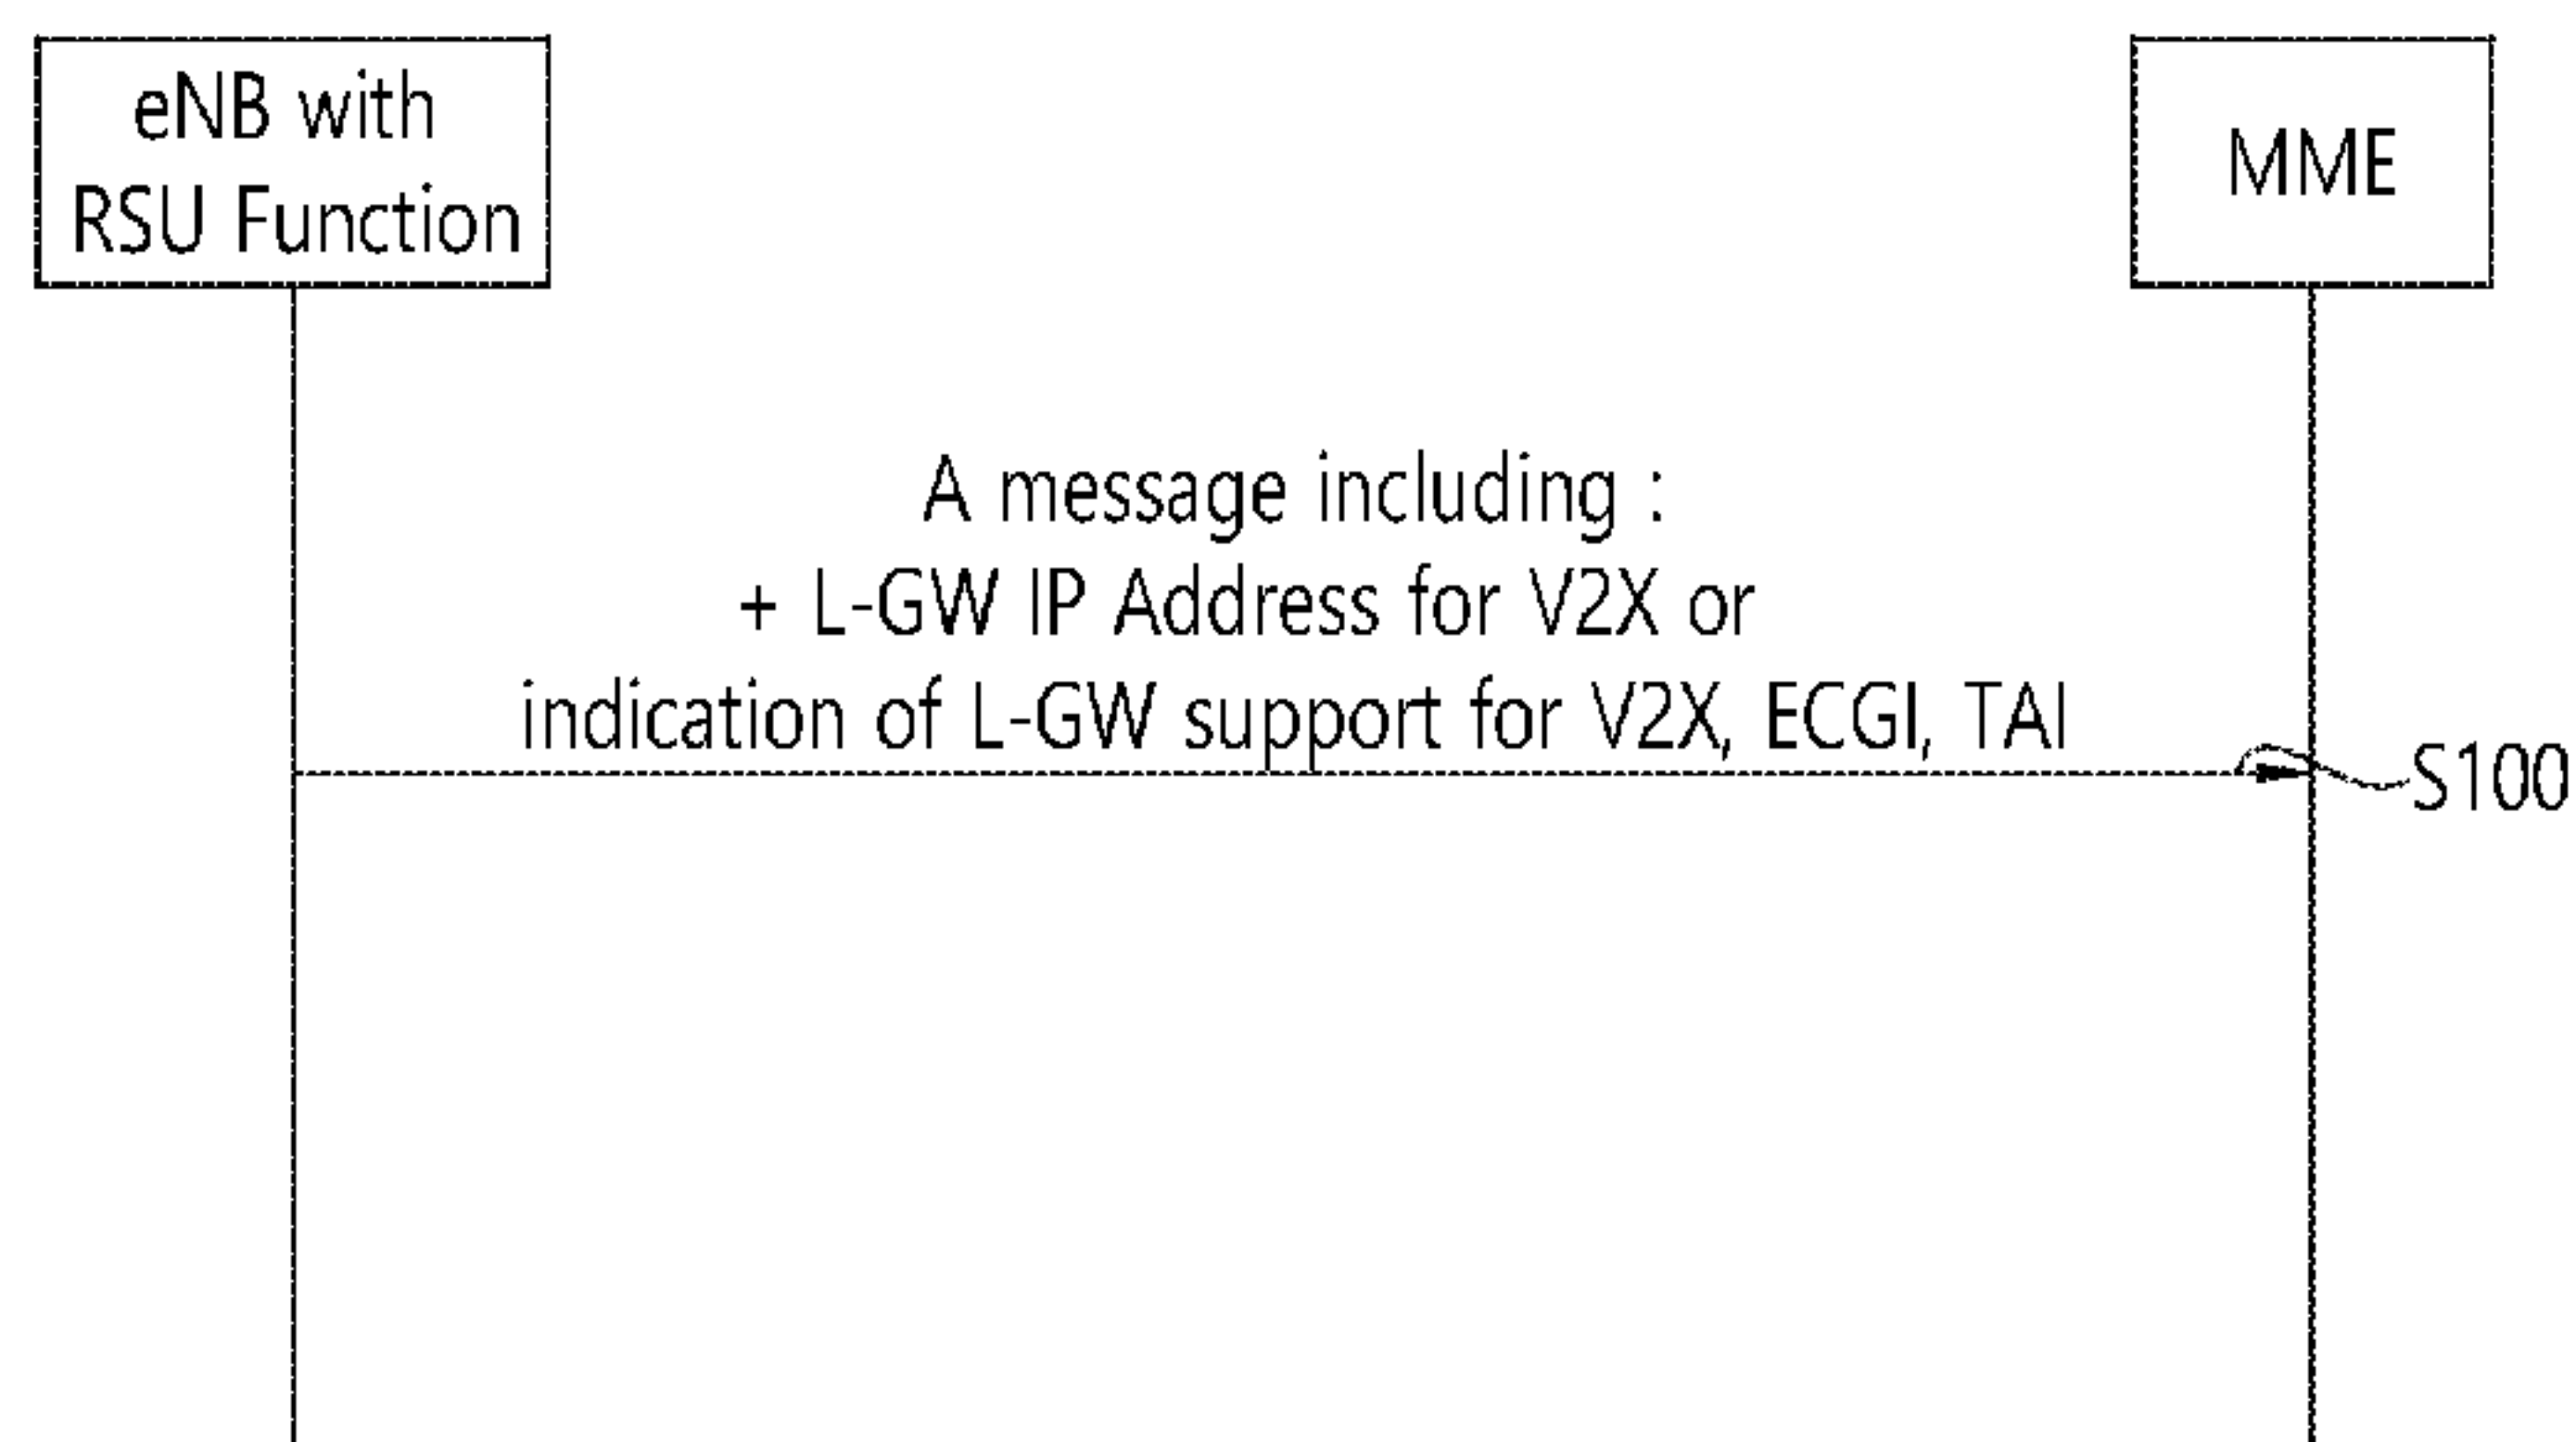 eNB with
RSU Function
MME
A message including :
+ L-GW IP Address for V2X or
indication of L-GW support for V2X, ECGI, TAI
S100